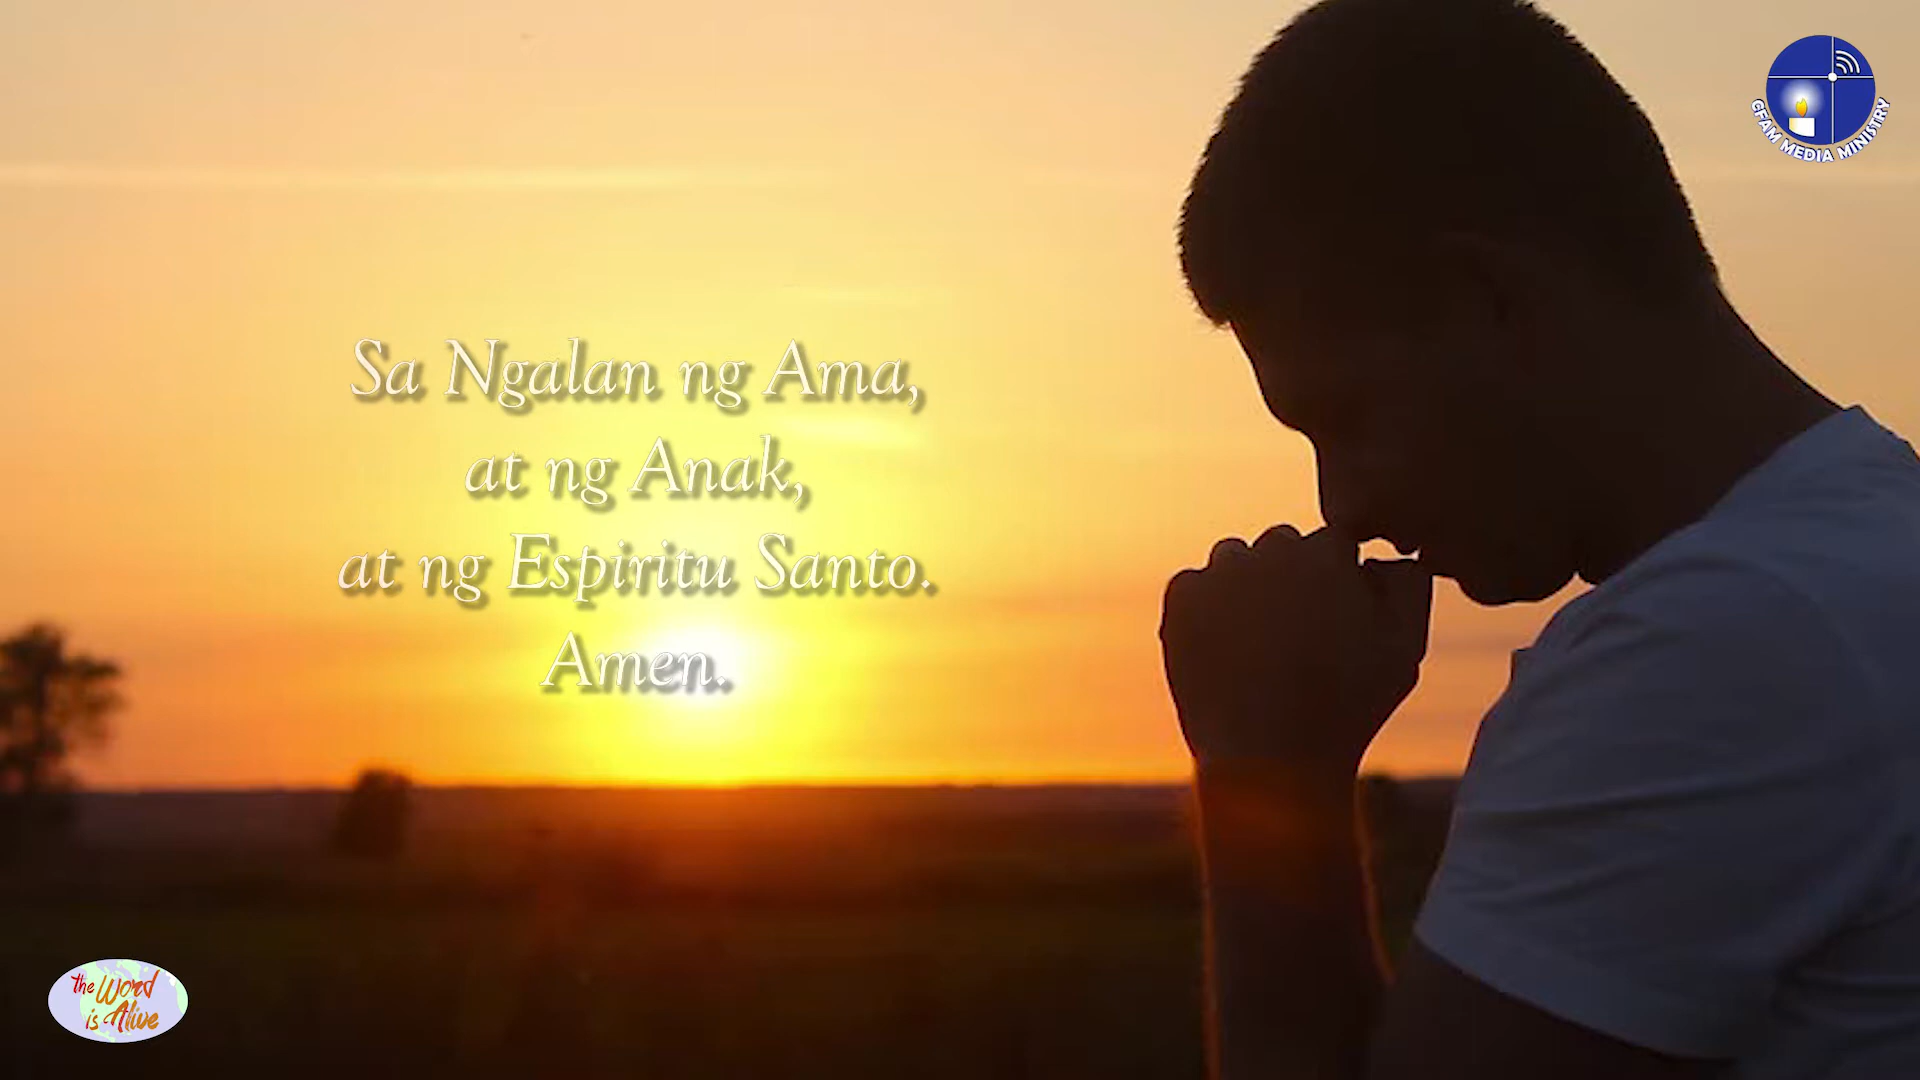 GFAM MEDIA MINISTRY
Sa Ngalan ng Ama,
at ng Anak,
at ng Espiritu Santo.
Amen.
the Word
is Alive